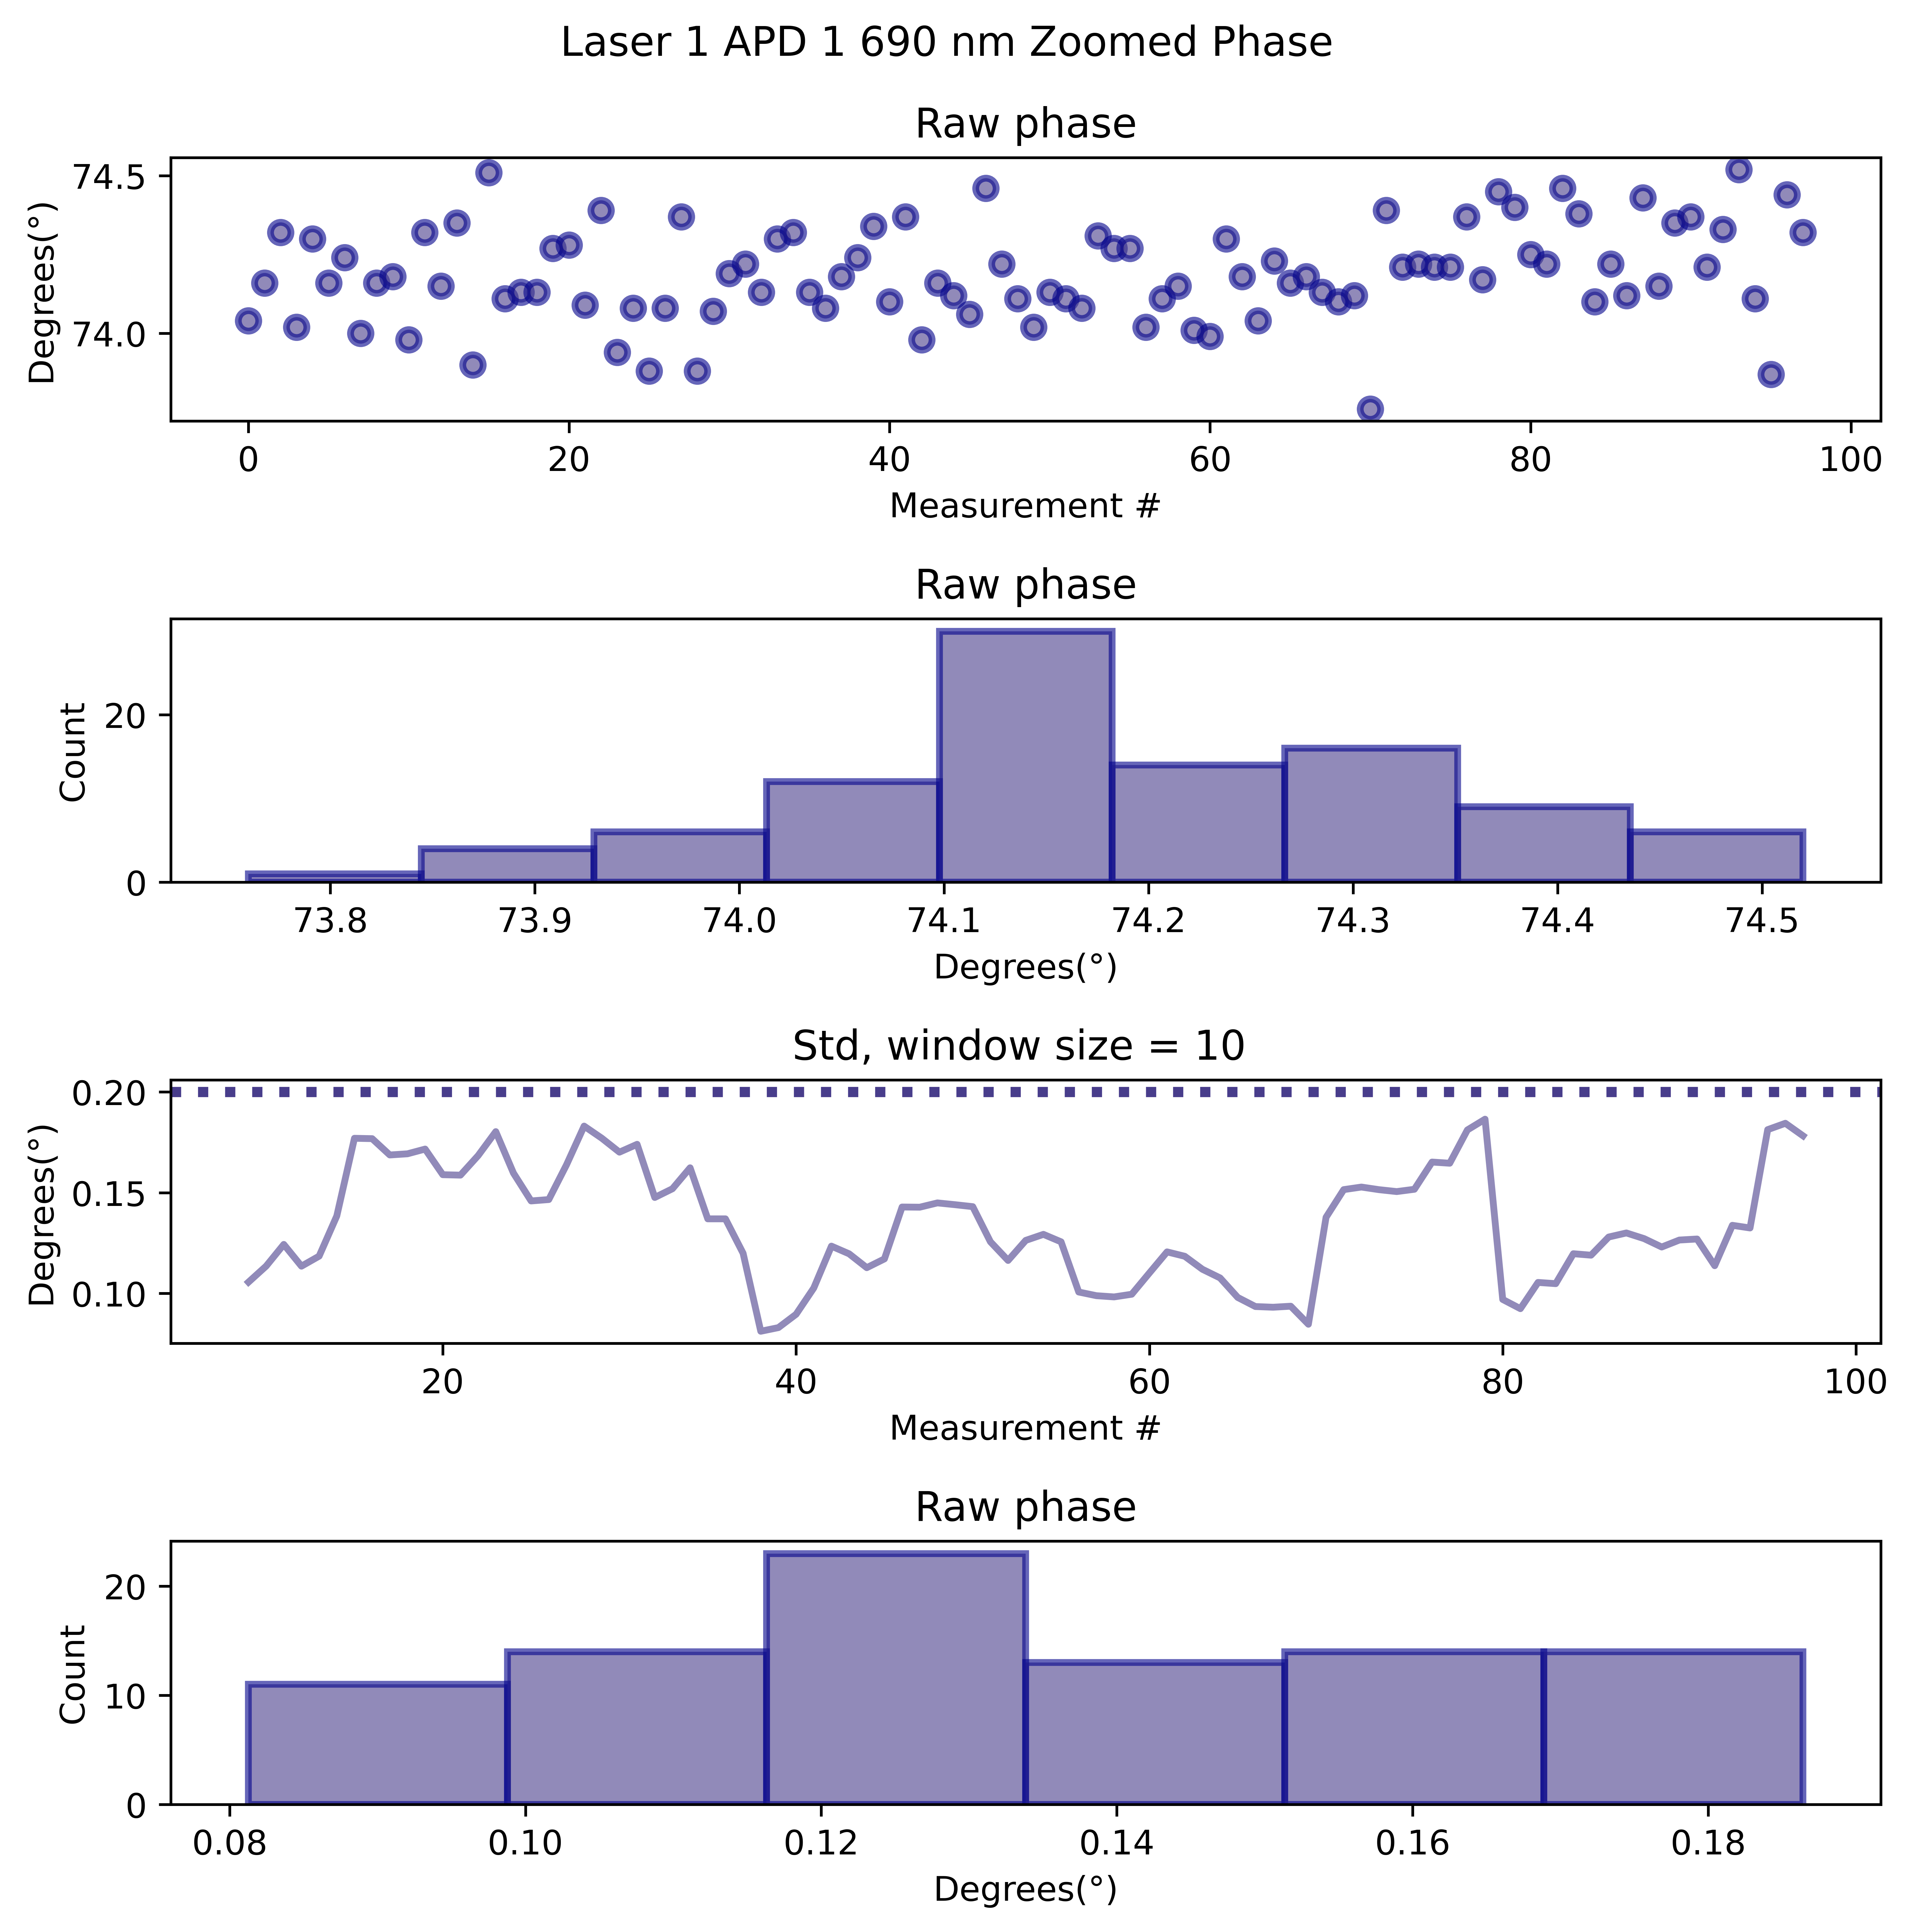 Laser 1 APD 1 690 nm Zoomed Phase
Raw phase
Degrees(°)
74.5
74.0
0 20 40 60 80 100
Measurement #
Raw phase
Count
20
0
73.8 73.9 74.0 74.1 74.2 74.3 74.4 74.5
Degrees(°)
Std, window size = 10
Degrees(°)
0.20
0.15
0.10
20 40 60 80 100
Measurement #
Raw phase
Count
20
10
0
0.08 0.10 0.12 0.14 0.16 0.18
Degrees(°)